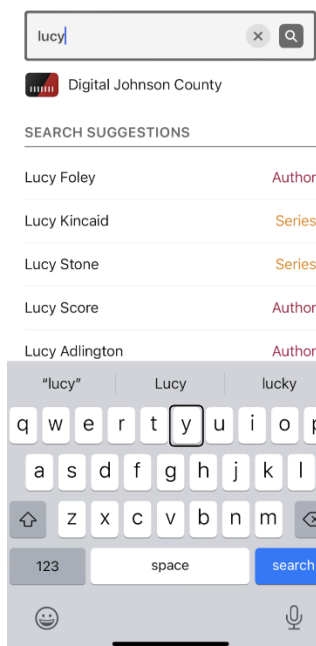 lucy
Digital Johnson County
SEARCH SUGGESTIONS
Lucy Foley Author
Lucy Kincaid Series
Lucy Stone Series
Lucy Score Author
Lucy Adlington Author
“lucy” Lucy lucky
q w e r t y u i o p
a s d f g h j k l
z x c v b n m
123 space search